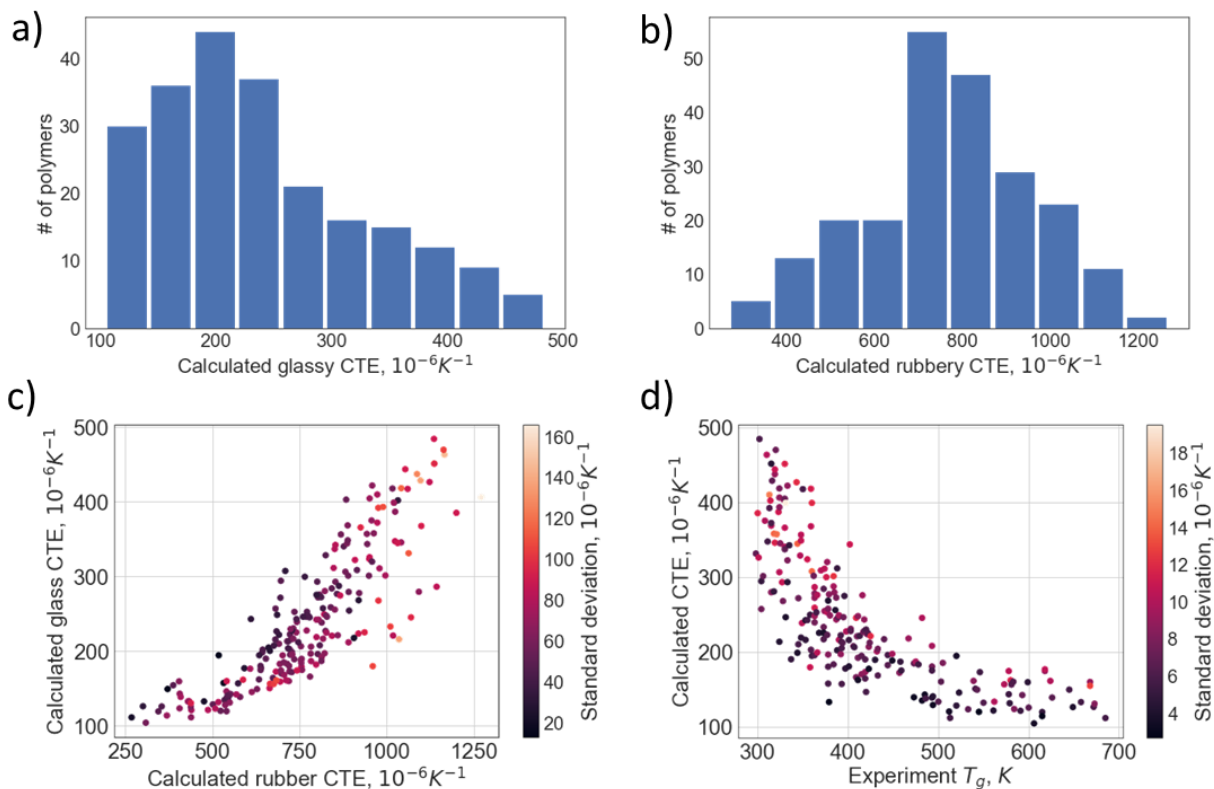 a)
40
30
20
10
0
# of polymers
100 200 300 400 500
Calculated glassy CTE, 10⁻⁶K⁻¹
b)
50
40
30
20
10
0
# of polymers
400 600 800 1000 1200
Calculated rubbery CTE, 10⁻⁶K⁻¹
c)
500
400
300
200
100
Calculated glass CTE, 10⁻⁶K⁻¹
250 500 750 1000 1250
Calculated rubber CTE, 10⁻⁶K⁻¹
160
140
120
100
80
60
40
20
Standard deviation, 10⁻⁶K⁻¹
d)
500
400
300
200
100
Calculated CTE, 10⁻⁶K⁻¹
300 400 500 600 700
Experiment T_g, K
18
16
14
12
10
8
6
4
Standard deviation, 10⁻⁶K⁻¹